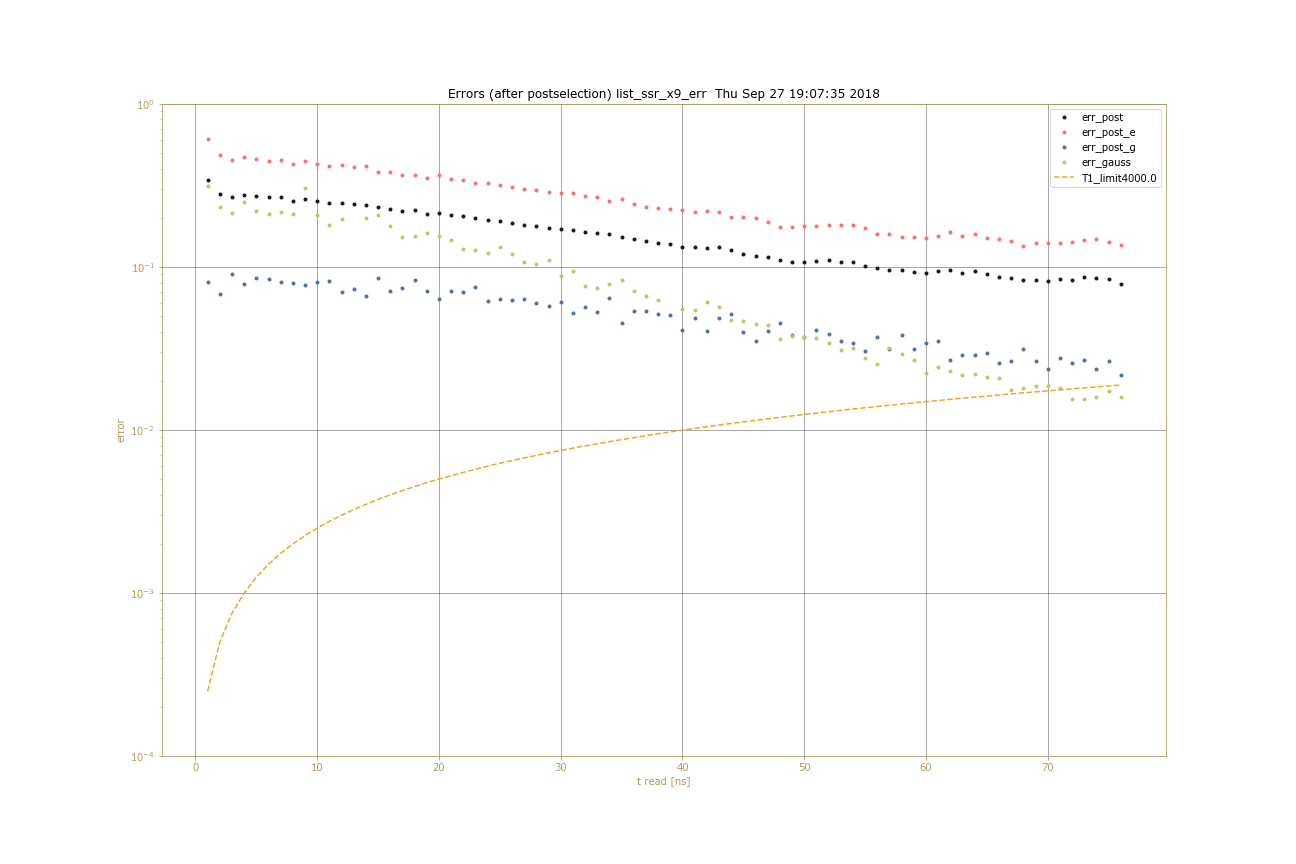 Errors (after postselection) list_ssr_x9_err  Thu Sep 27 19:07:35 2018
err_post
err_post_e
err_post_g
err_gauss
T1_limit4000.0
10⁰
10⁻¹
10⁻²
10⁻³
10⁻⁴
error
0 10 20 30 40 50 60 70
t read [ns]